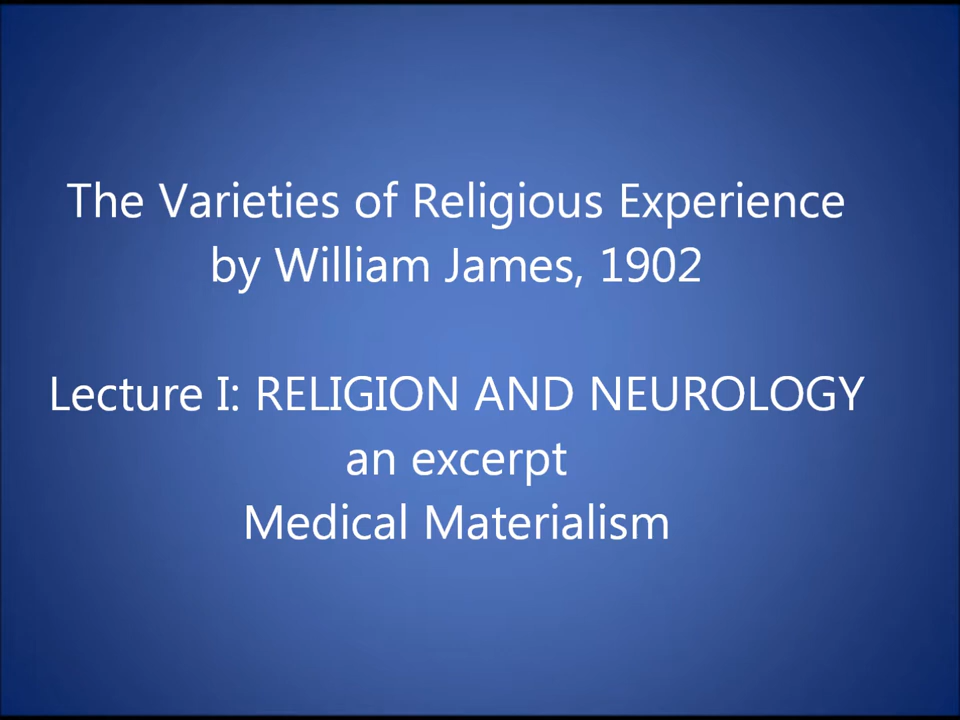 The Varieties of Religious Experience
by William James, 1902
Lecture I: RELIGION AND NEUROLOGY
an excerpt
Medical Materialism